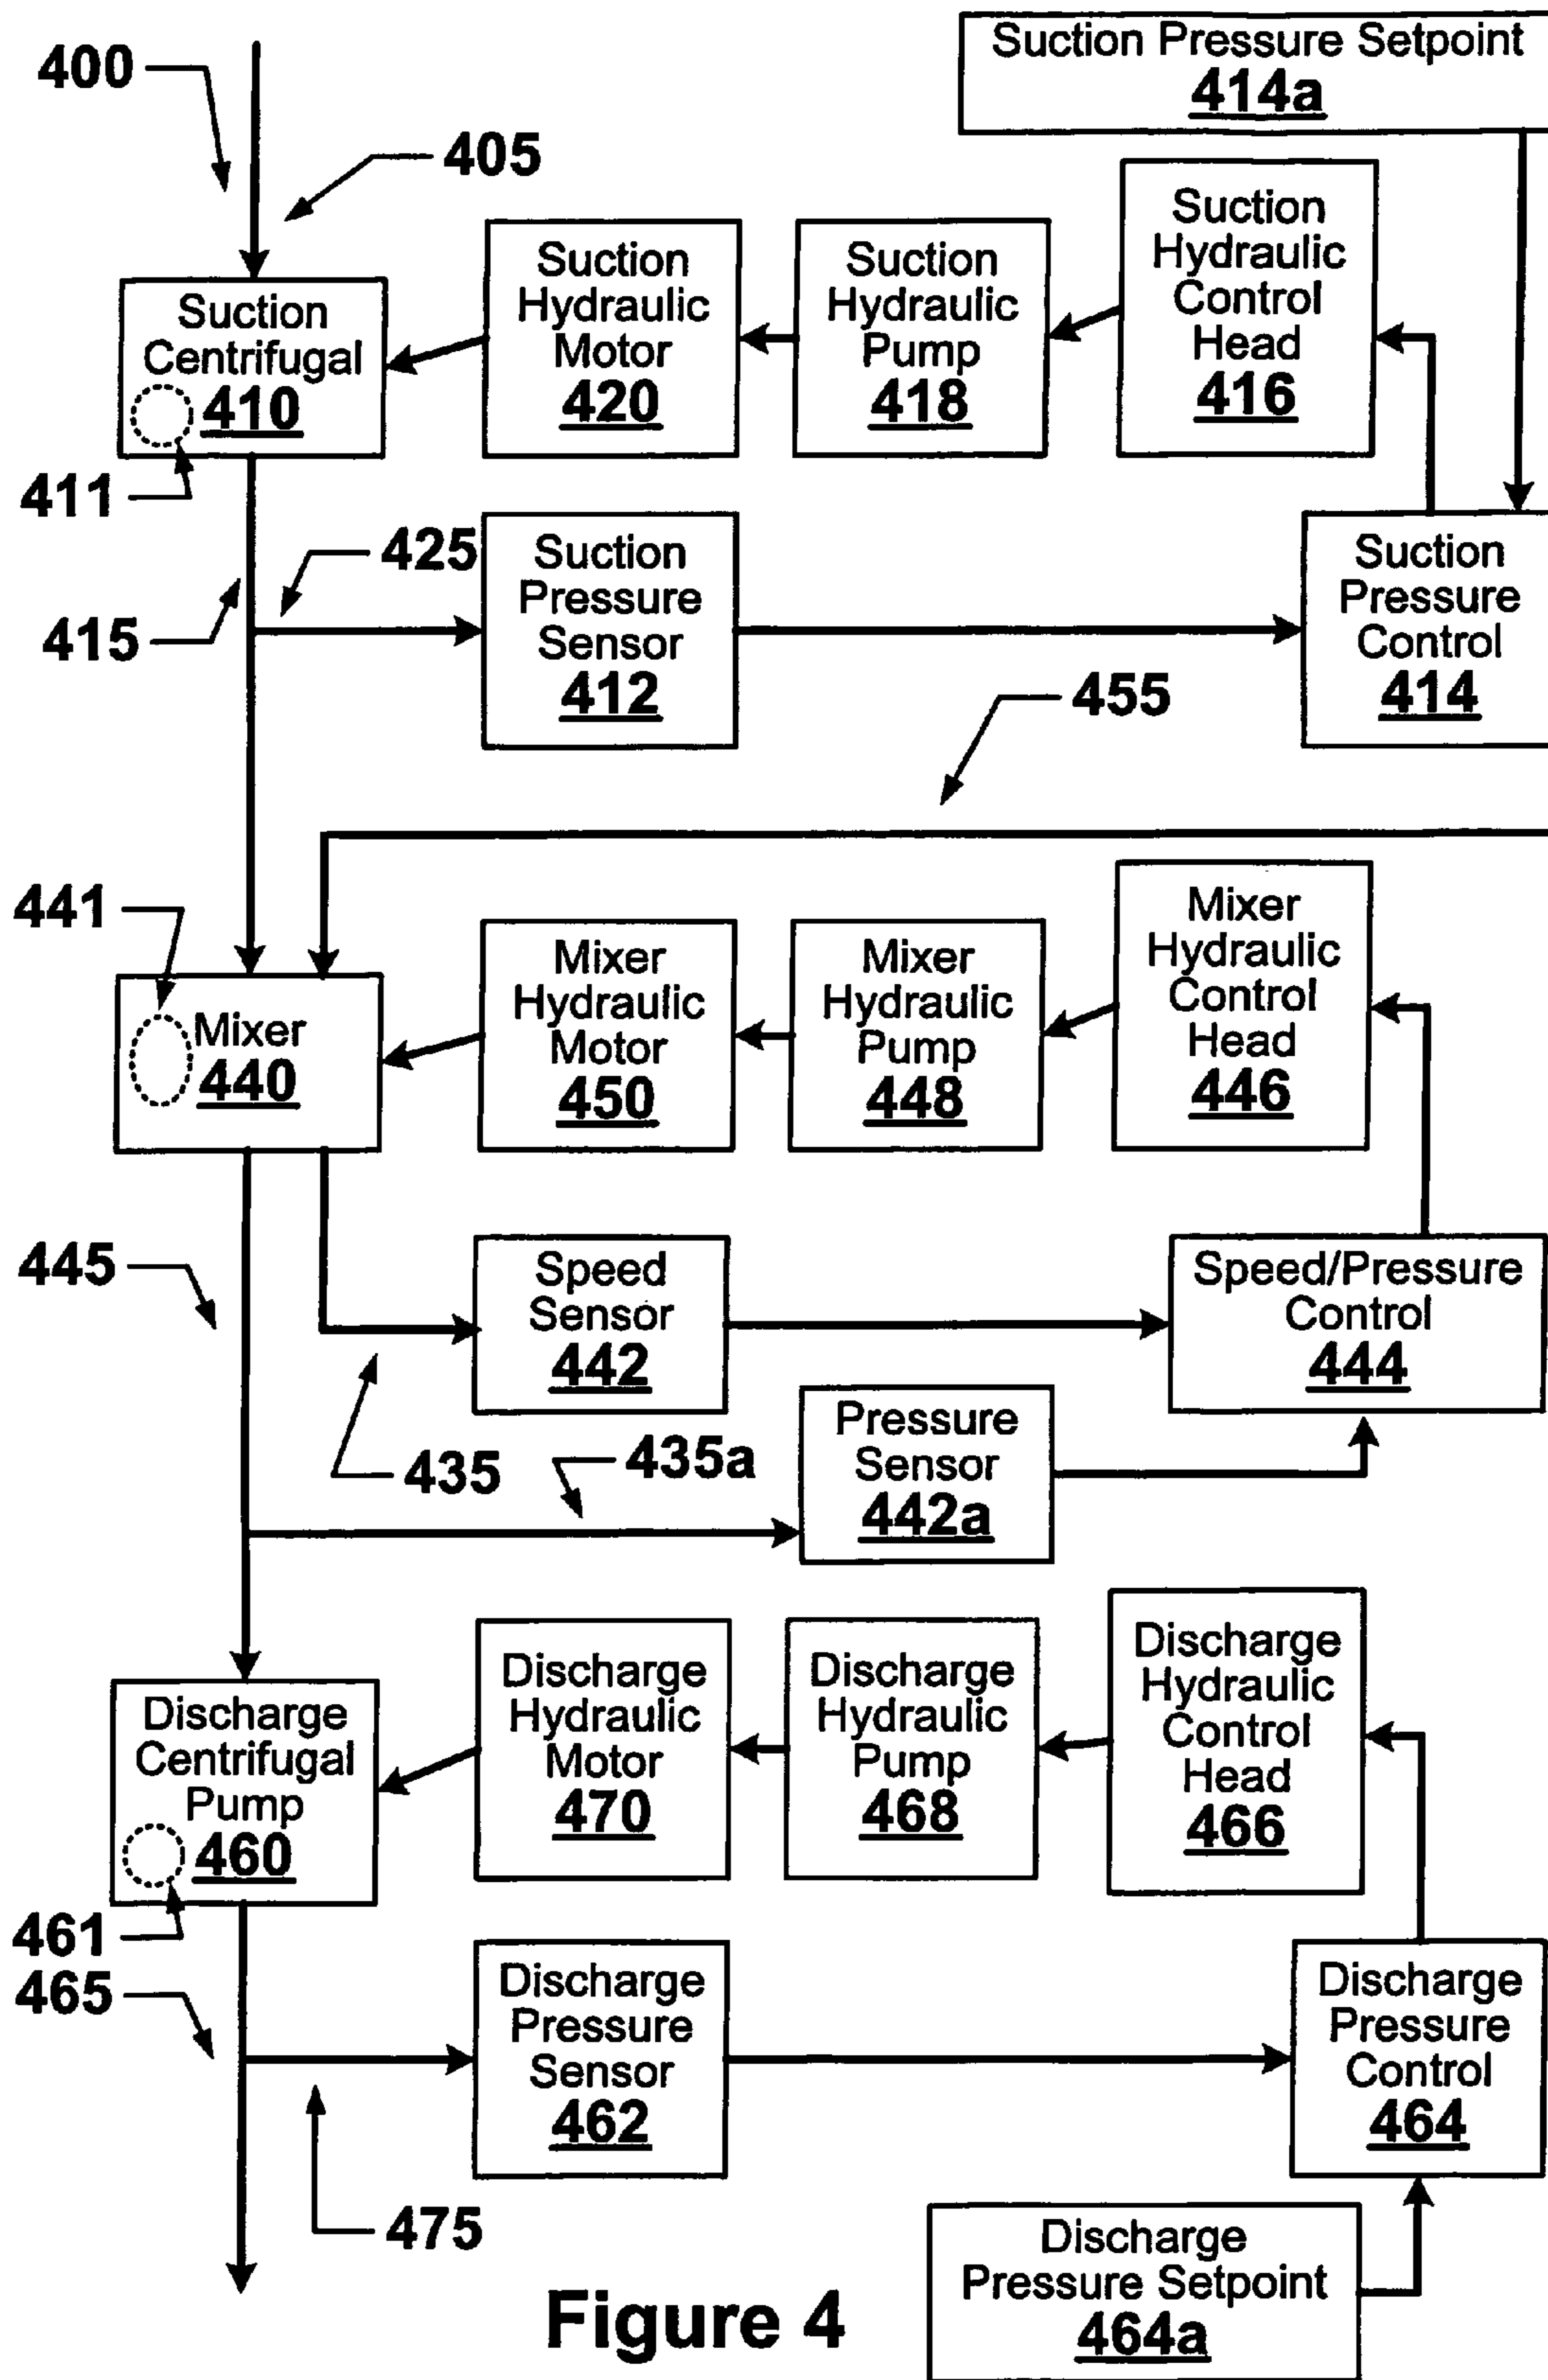 400
Suction Pressure Setpoint
414a
405
Suction
Centrifugal
410
Suction
Hydraulic
Motor
420
Suction
Hydraulic
Pump
418
Suction
Hydraulic
Control
Head
416
411
425
415
Suction
Pressure
Sensor
412
Suction
Pressure
Control
414
455
441
Mixer
440
Mixer
Hydraulic
Motor
450
Mixer
Hydraulic
Pump
448
Mixer
Hydraulic
Control
Head
446
445
Speed
Sensor
442
Speed/Pressure
Control
444
435
435a
Pressure
Sensor
442a
Discharge
Centrifugal
Pump
460
Discharge
Hydraulic
Motor
470
Discharge
Hydraulic
Pump
468
Discharge
Hydraulic
Control
Head
466
461
465
Discharge
Pressure
Sensor
462
Discharge
Pressure
Control
464
475
Discharge
Pressure Setpoint
464a
Figure 4